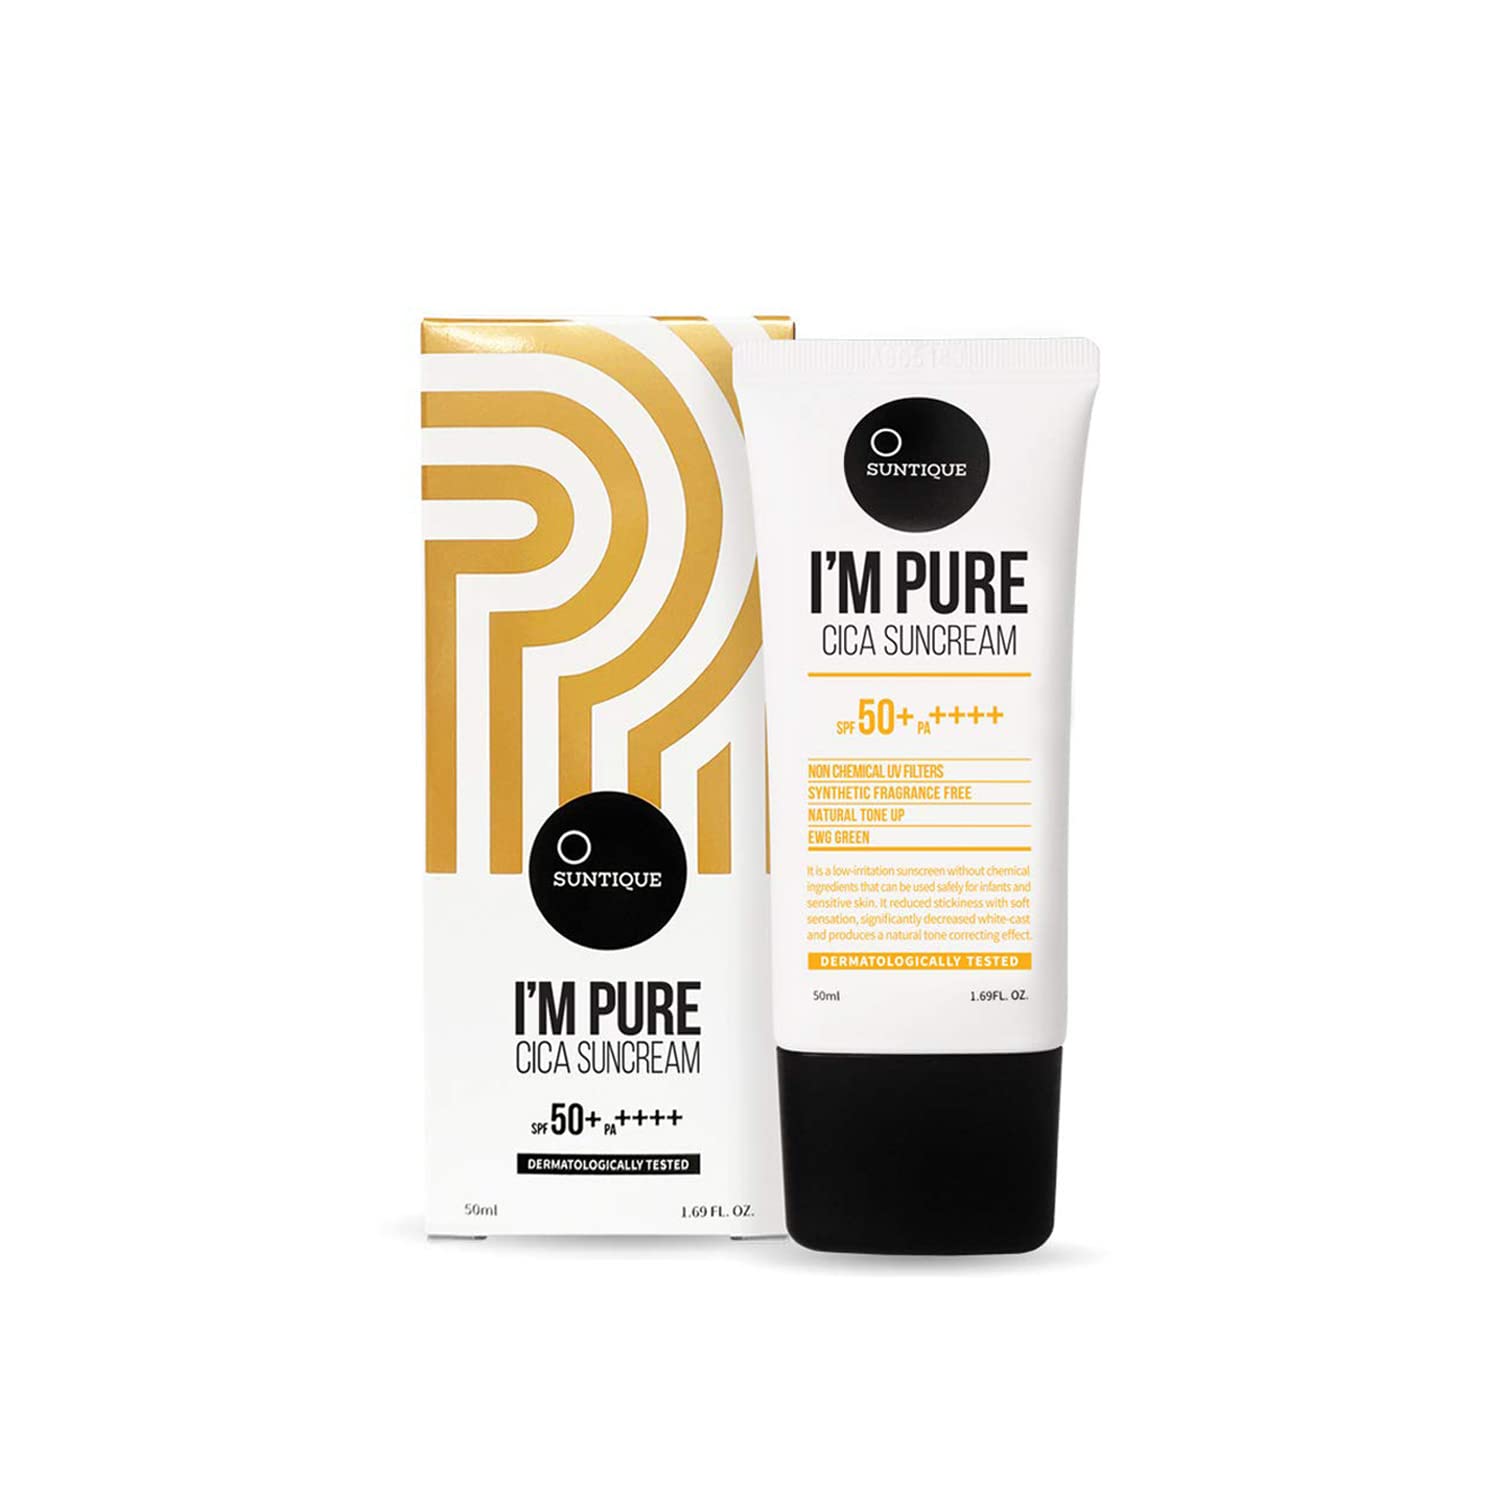 SUNTIQUE
I'M PURE
CICA SUNCREAM
SPF 50+ PA ++++
DERMATOLOGICALLY TESTED
50ml 1.69 FL. OZ.
SUNTIQUE
I'M PURE
CICA SUNCREAM
SPF 50+ PA ++++
NON CHEMICAL UV FILTERS
SYNTHETIC FRAGRANCE FREE
NATURAL TONE UP
EWG GREEN
It is a low-irritation sunscreen without chemical
ingredients that can be used safely for infants and
sensitive skin. It reduced stickiness with soft
sensation, significantly decreased white-cast
and produces a natural tone correcting effect.
DERMATOLOGICALLY TESTED
50ml 1.69FL. OZ.